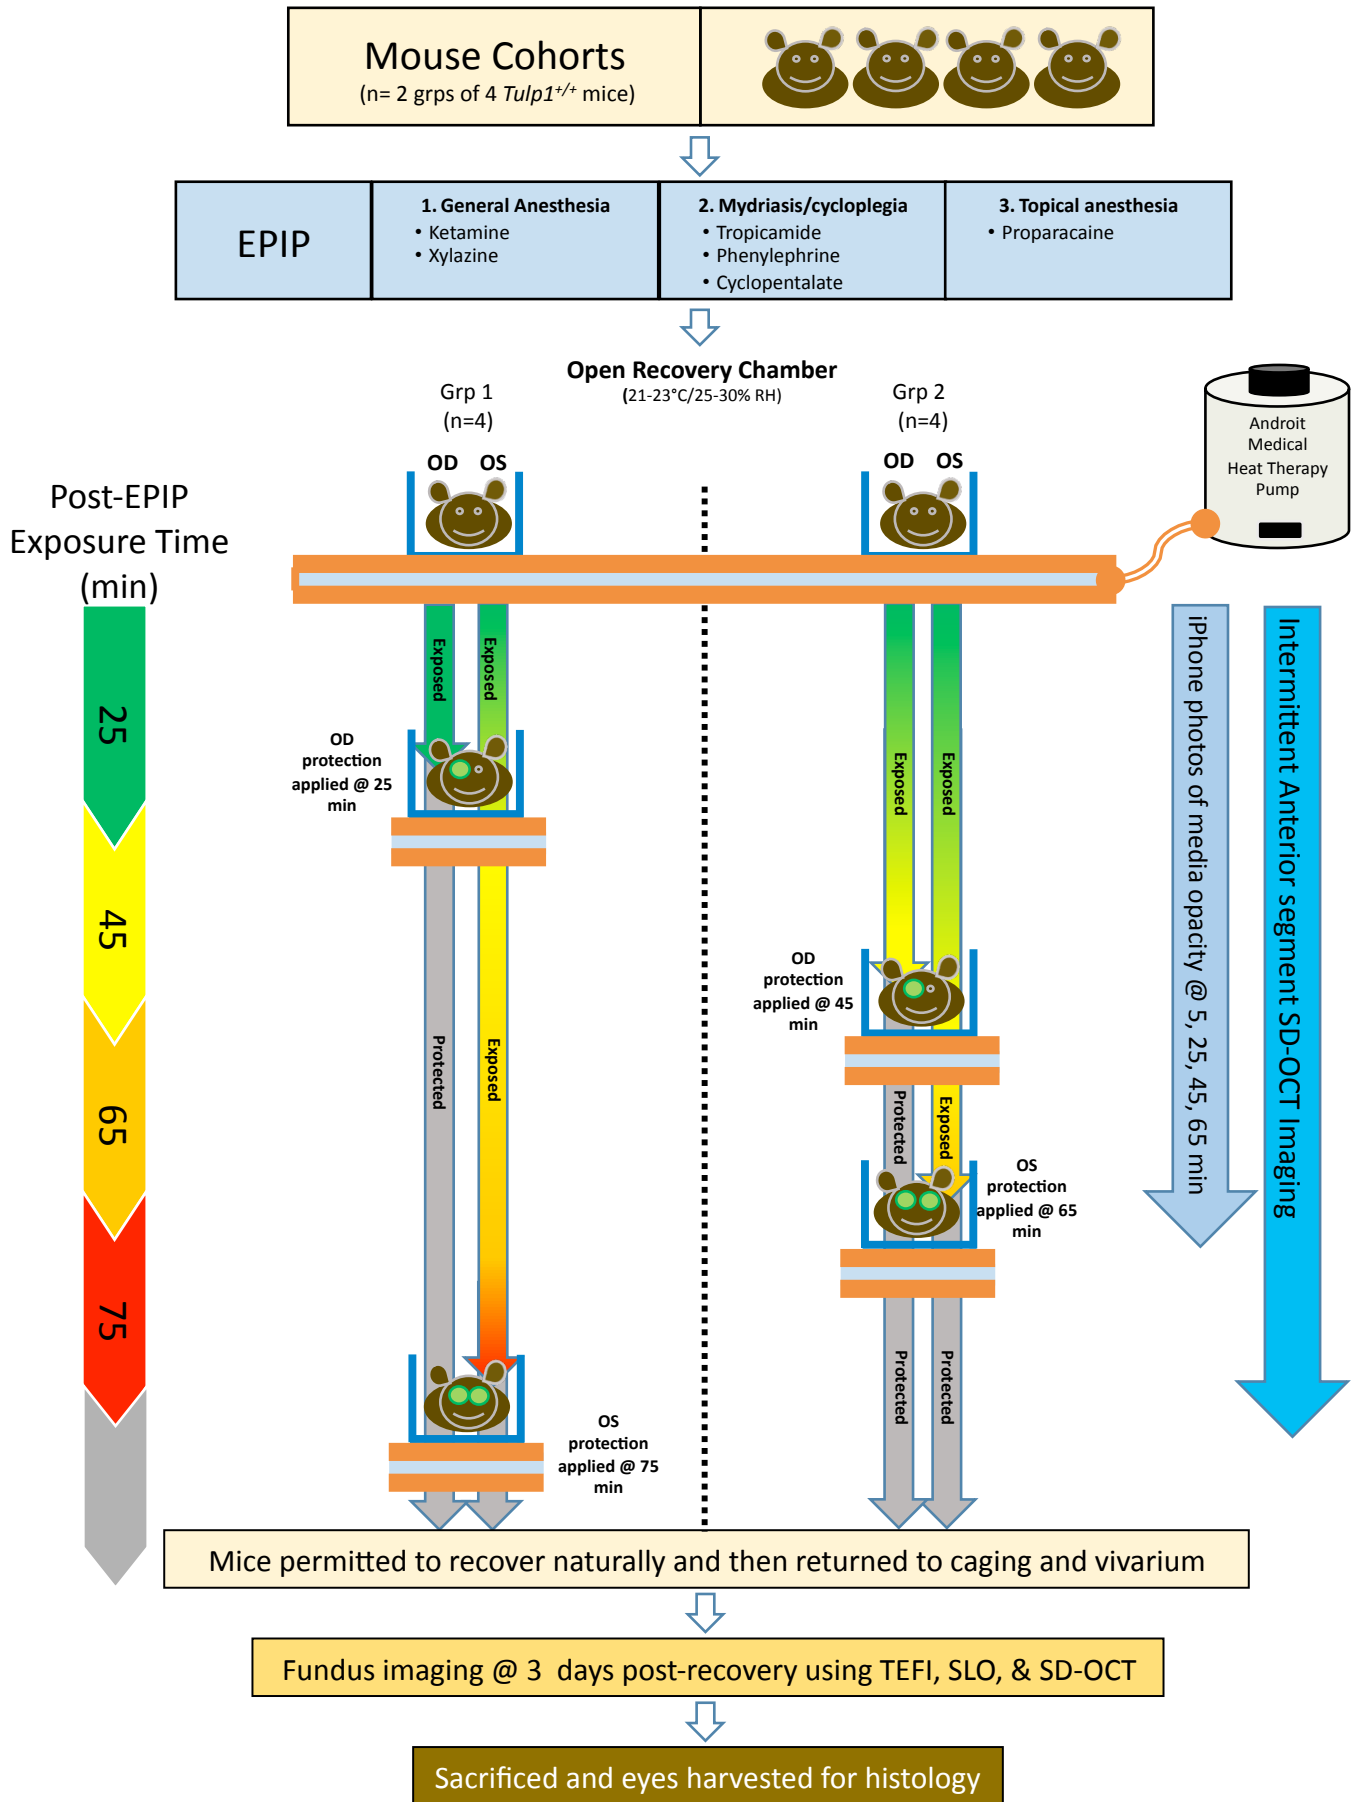 Mouse Cohorts
(n= 2 grps of 4 Tulp1+/+ mice)
EPIP
1. General Anesthesia
• Ketamine
• Xylazine
2. Mydriasis/cycloplegia
• Tropicamide
• Phenylephrine
• Cyclopentalate
3. Topical anesthesia
• Proparacaine
Open Recovery Chamber
(21-23°C/25-30% RH)
Grp 1
(n=4)
OD OS
Grp 2
(n=4)
OD OS
Androit
Medical
Heat Therapy
Pump
Post-EPIP
Exposure Time
(min)
25
45
65
75
Exposed
Exposed
OD
protection
applied @ 25
min
Protected
Exposed
OS
protection
applied @ 75
min
Exposed
Exposed
OD
protection
applied @ 45
min
Protected
Exposed
OS
protection
applied @ 65
min
Protected
Protected
iPhone photos of media opacity @ 5, 25, 45, 65 min
Intermittent Anterior segment SD-OCT Imaging
Mice permitted to recover naturally and then returned to caging and vivarium
Fundus imaging @ 3 days post-recovery using TEFI, SLO, & SD-OCT
Sacrificed and eyes harvested for histology